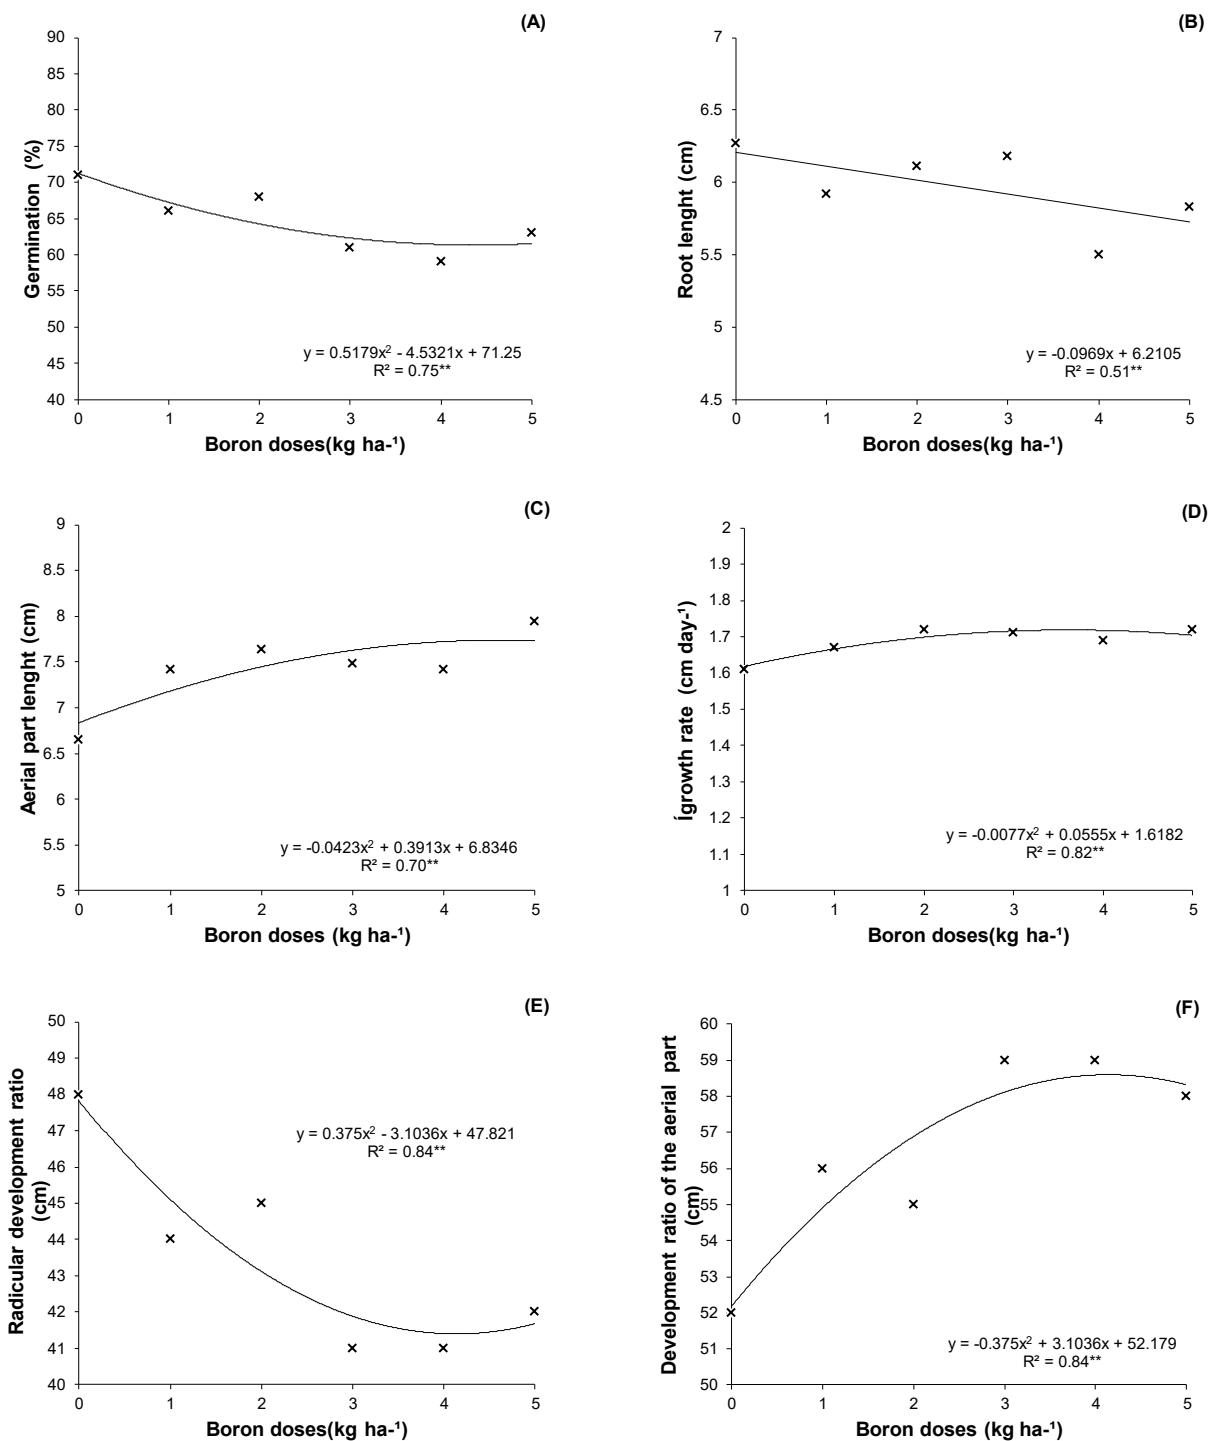 (A)
90
85
80
75
70
65
60
55
50
45
40
Germination (%)
y = 0.5179x² - 4.5321x + 71.25
R² = 0.75**
0 1 2 3 4 5
Boron doses(kg ha-¹)
(B)
7
6.5
6
5.5
5
4.5
Root lenght (cm)
y = -0.0969x + 6.2105
R² = 0.51**
0 1 2 3 4 5
Boron doses(kg ha-¹)
(C)
9
8.5
8
7.5
7
6.5
6
5.5
5
Aerial part lenght (cm)
y = -0.0423x² + 0.3913x + 6.8346
R² = 0.70**
0 1 2 3 4 5
Boron doses (kg ha-¹)
(D)
2
1.9
1.8
1.7
1.6
1.5
1.4
1.3
1.2
1.1
1
Ígrowth rate (cm day-¹)
y = -0.0077x² + 0.0555x + 1.6182
R² = 0.82**
0 1 2 3 4 5
Boron doses(kg ha-¹)
(E)
50
49
48
47
46
45
44
43
42
41
40
Radicular development ratio
(cm)
y = 0.375x² - 3.1036x + 47.821
R² = 0.84**
0 1 2 3 4 5
Boron doses(kg ha-¹)
(F)
60
59
58
57
56
55
54
53
52
51
50
Development ratio of the aerial part
(cm)
y = -0.375x² + 3.1036x + 52.179
R² = 0.84**
0 1 2 3 4 5
Boron doses (kg ha-¹)